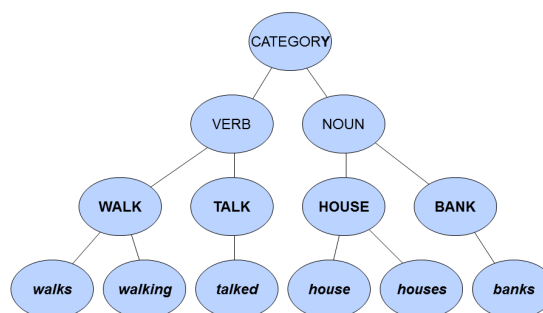 CATEGORY
VERB NOUN
WALK TALK HOUSE BANK
walks walking talked house houses banks